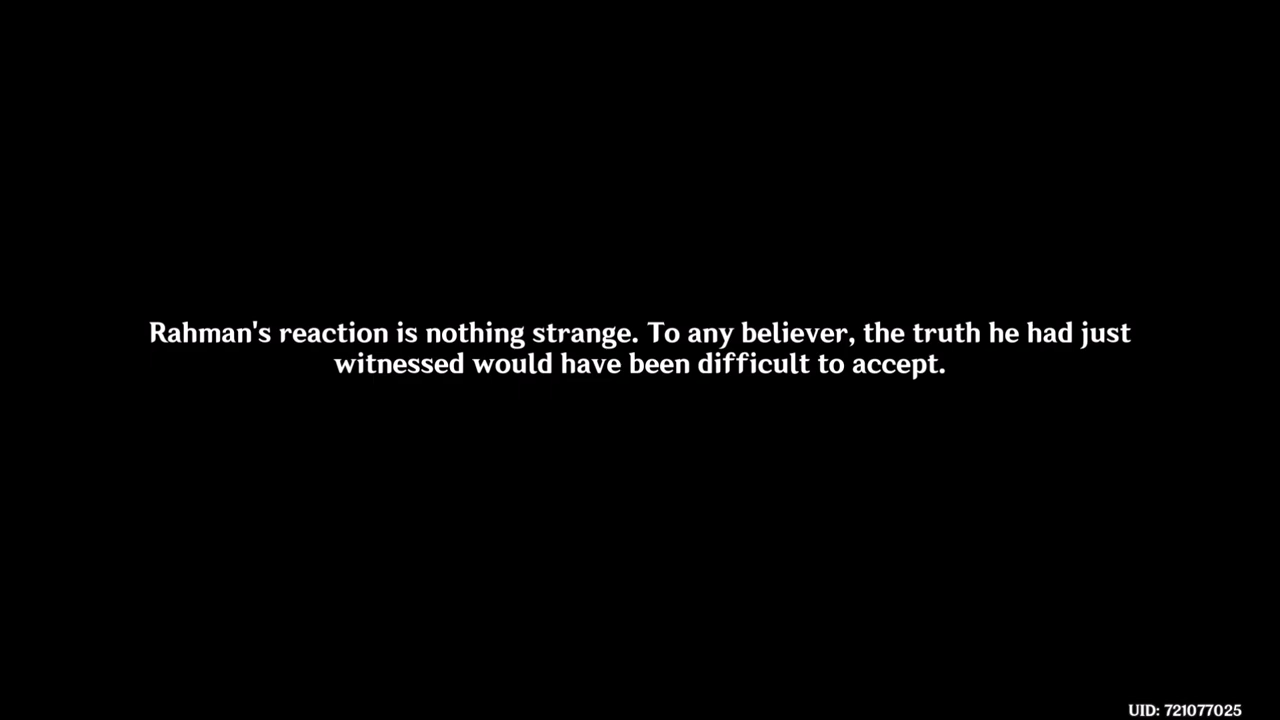 Rahman's reaction is nothing strange. To any believer, the truth he had just
witnessed would have been difficult to accept.
UID: 721077025